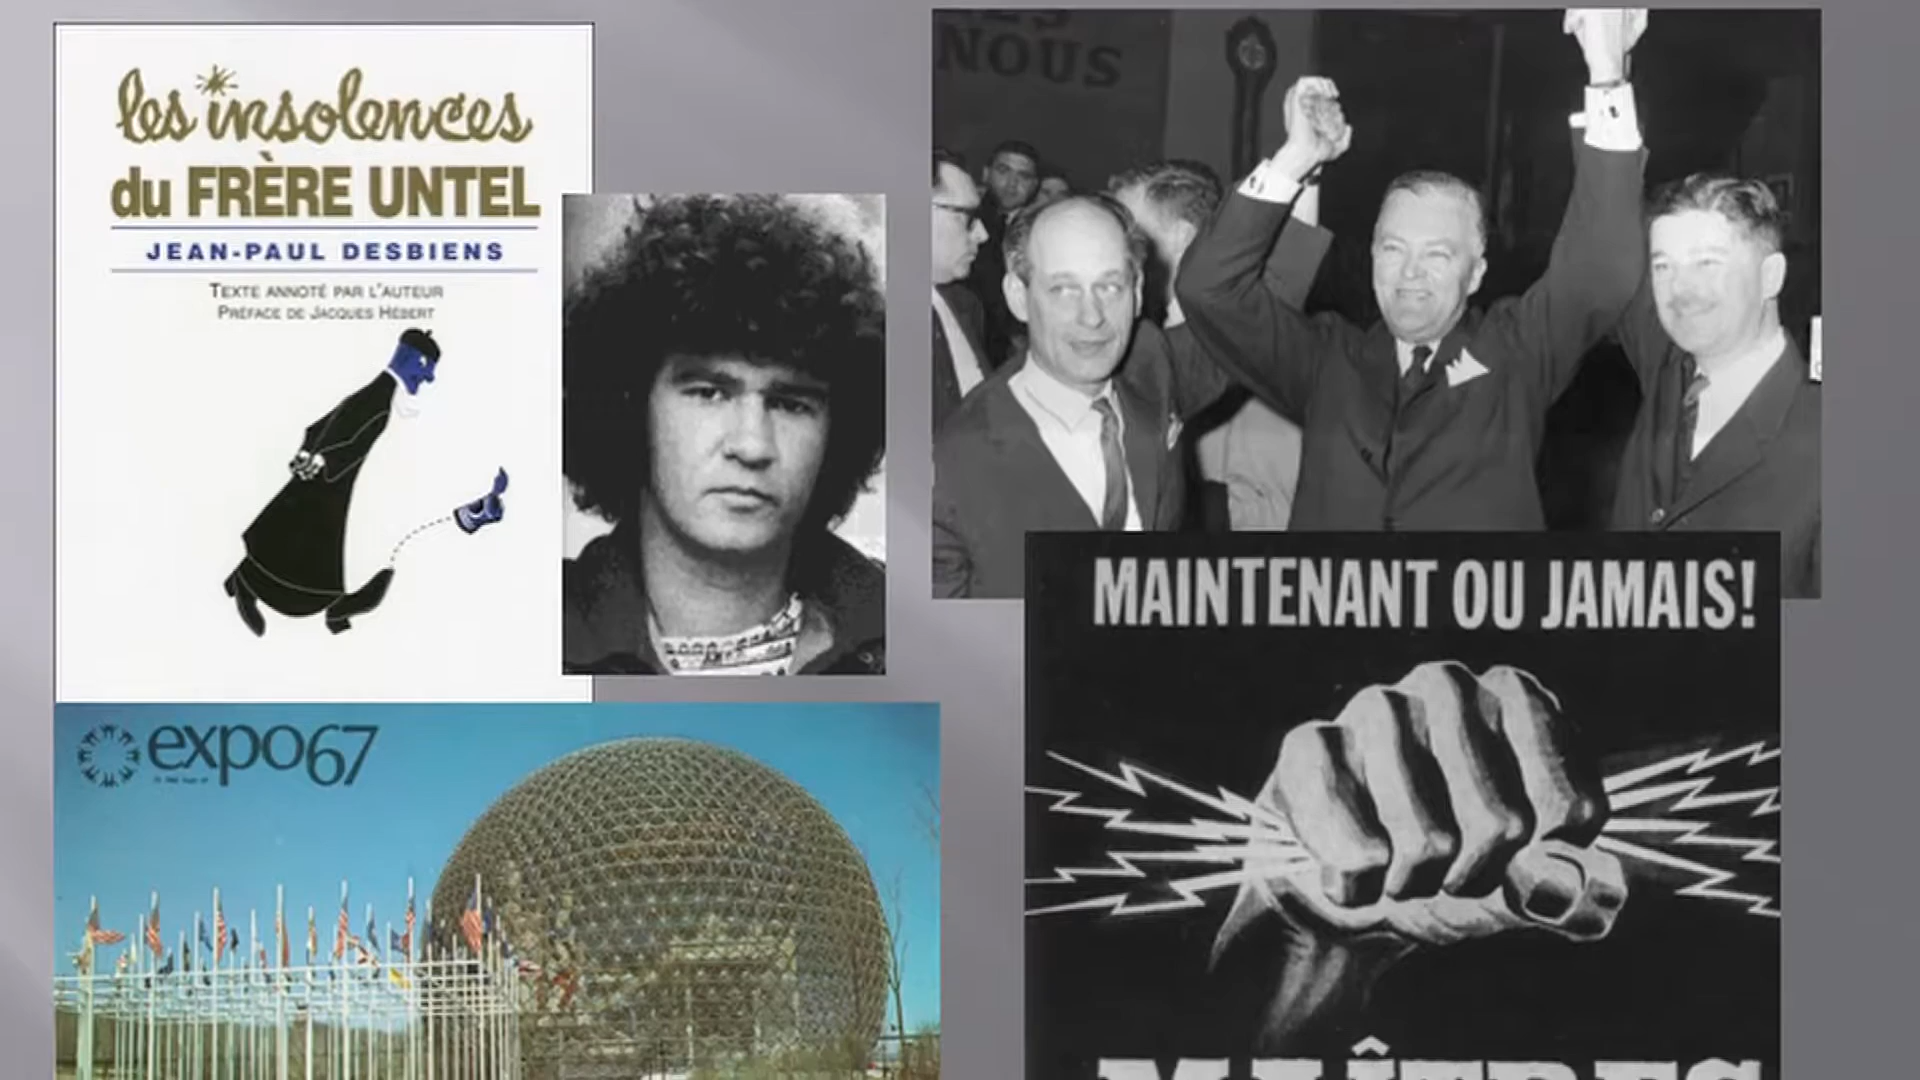 les insolences
du FRÈRE UNTEL
JEAN-PAUL DESBIENS
TEXTE ANNOTÉ PAR L'AUTEUR
PRÉFACE DE JACQUES HÉBERT
NOUS
expo67
MAINTENANT OU JAMAIS!
MAÎTRES